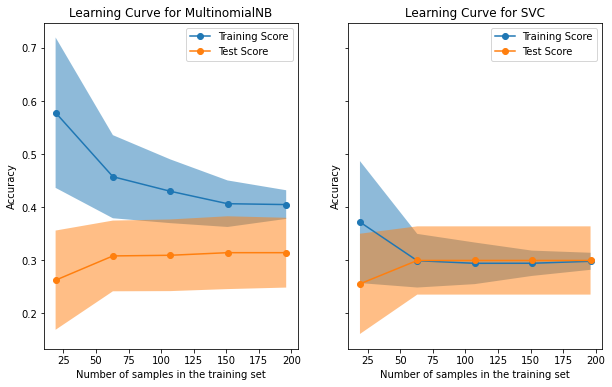 Learning Curve for MultinomialNB
Training Score
Test Score
0.7
0.6
0.5
0.4
0.3
0.2
Accuracy
25 50 75 100 125 150 175 200
Number of samples in the training set
Learning Curve for SVC
Training Score
Test Score
Accuracy
25 50 75 100 125 150 175 200
Number of samples in the training set